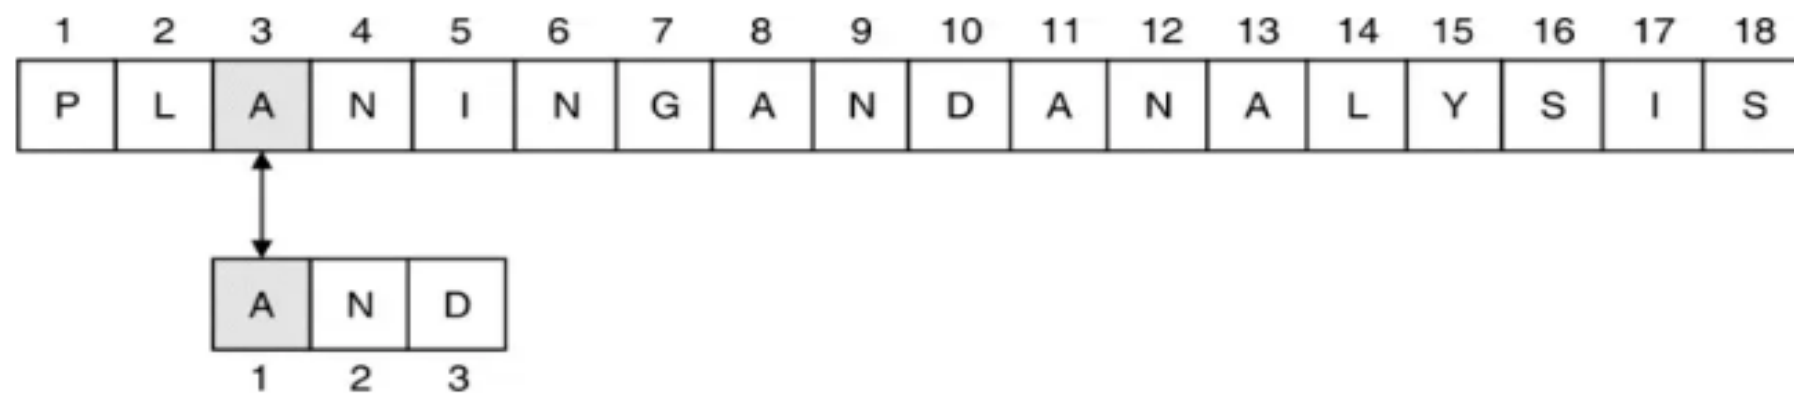 1 2 3 4 5 6 7 8 9 10 11 12 13 14 15 16 17 18
P L A N I N G A N D A N A L Y S I S
A N D
1 2 3